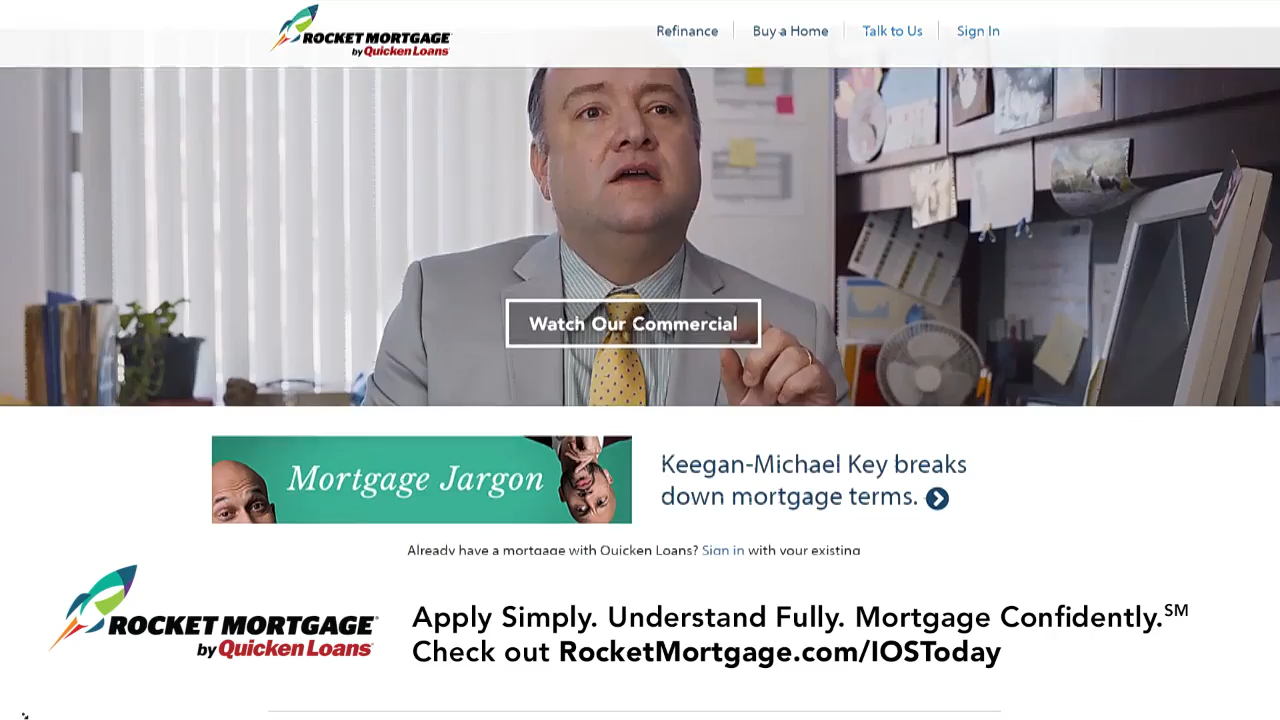 ROCKET MORTGAGE
by Quicken Loans
Refinance
Buy a Home
Talk to Us
Sign In
Watch Our Commercial
Mortgage Jargon
Keegan-Michael Key breaks
down mortgage terms.
Already have a mortgage with Quicken Loans? Sign in with your existing
ROCKET MORTGAGE
by Quicken Loans
Apply Simply. Understand Fully. Mortgage Confidently.℠
Check out RocketMortgage.com/IOSToday